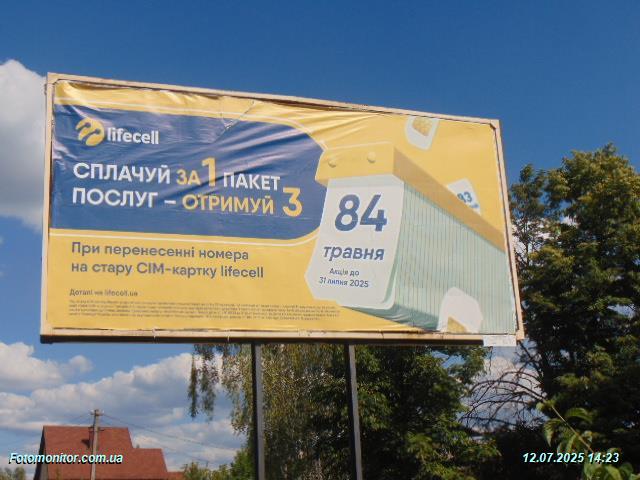 lifecell
СПЛАЧУЙ ЗА 1 ПАКЕТ
ПОСЛУГ – ОТРИМУЙ 3
При перенесенні номера
на стару СІМ-картку lifecell
Деталі на lifecell.ua
84
травня
Акція до
31 липня 2025
83
Fotomonitor.com.ua
12.07.2025 14:23